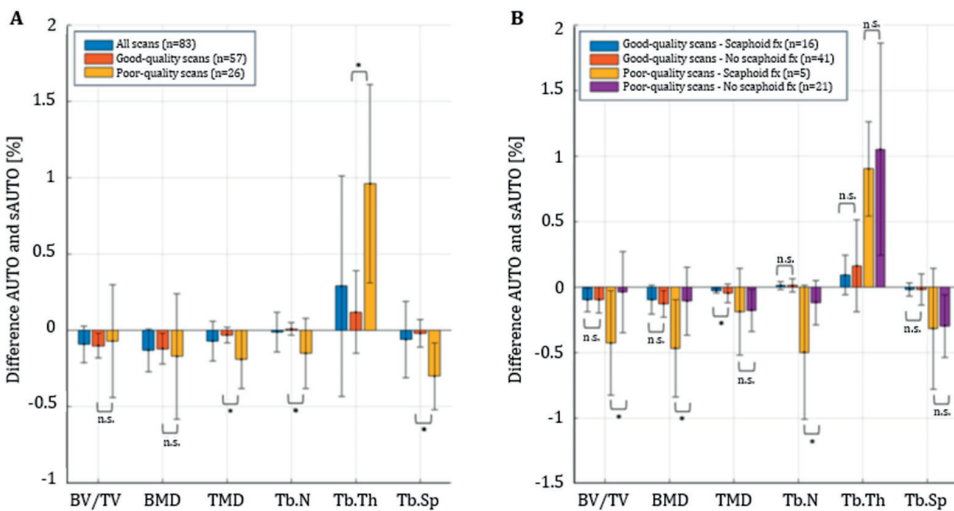 A
Difference AUTO and sAUTO [%]
2
1.5
1
0.5
0
-0.5
-1
All scans (n=83)
Good-quality scans (n=57)
Poor-quality scans (n=26)
*
n.s.
n.s.
*
*
*
BV/TV BMD TMD Tb.N Tb.Th Tb.Sp
B
Difference AUTO and sAUTO [%]
2
1.5
1
0.5
0
-0.5
-1
-1.5
Good-quality scans - Scaphoid fx (n=16)
Good-quality scans - No scaphoid fx (n=41)
Poor-quality scans - Scaphoid fx (n=5)
Poor-quality scans - No scaphoid fx (n=21)
n.s.
n.s.
n.s.
n.s.
n.s.
*
n.s.
n.s.
*
*
n.s.
*
BV/TV BMD TMD Tb.N Tb.Th Tb.Sp